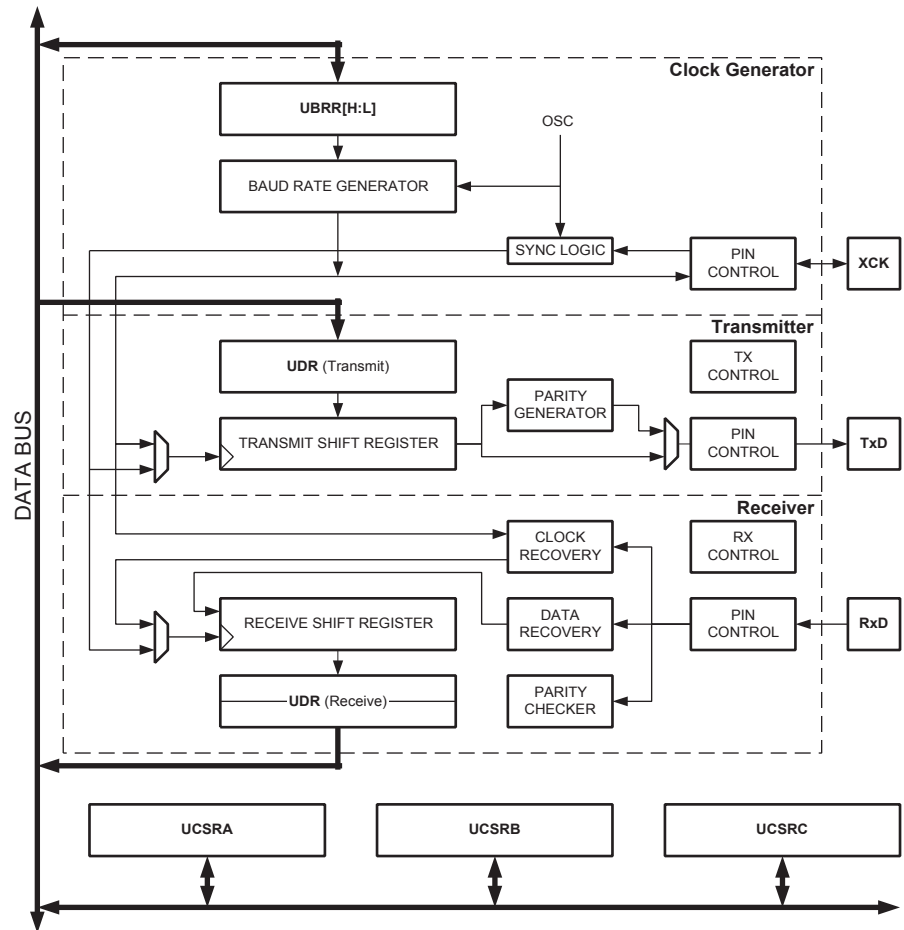 Clock Generator
UBRR[H:L]
OSC
BAUD RATE GENERATOR
SYNC LOGIC
PIN
CONTROL
XCK
Transmitter
UDR (Transmit)
TX
CONTROL
PARITY
GENERATOR
TRANSMIT SHIFT REGISTER
PIN
CONTROL
TxD
DATA BUS
Receiver
CLOCK
RECOVERY
RX
CONTROL
RECEIVE SHIFT REGISTER
DATA
RECOVERY
PIN
CONTROL
RxD
UDR (Receive)
PARITY
CHECKER
UCSRA
UCSRB
UCSRC